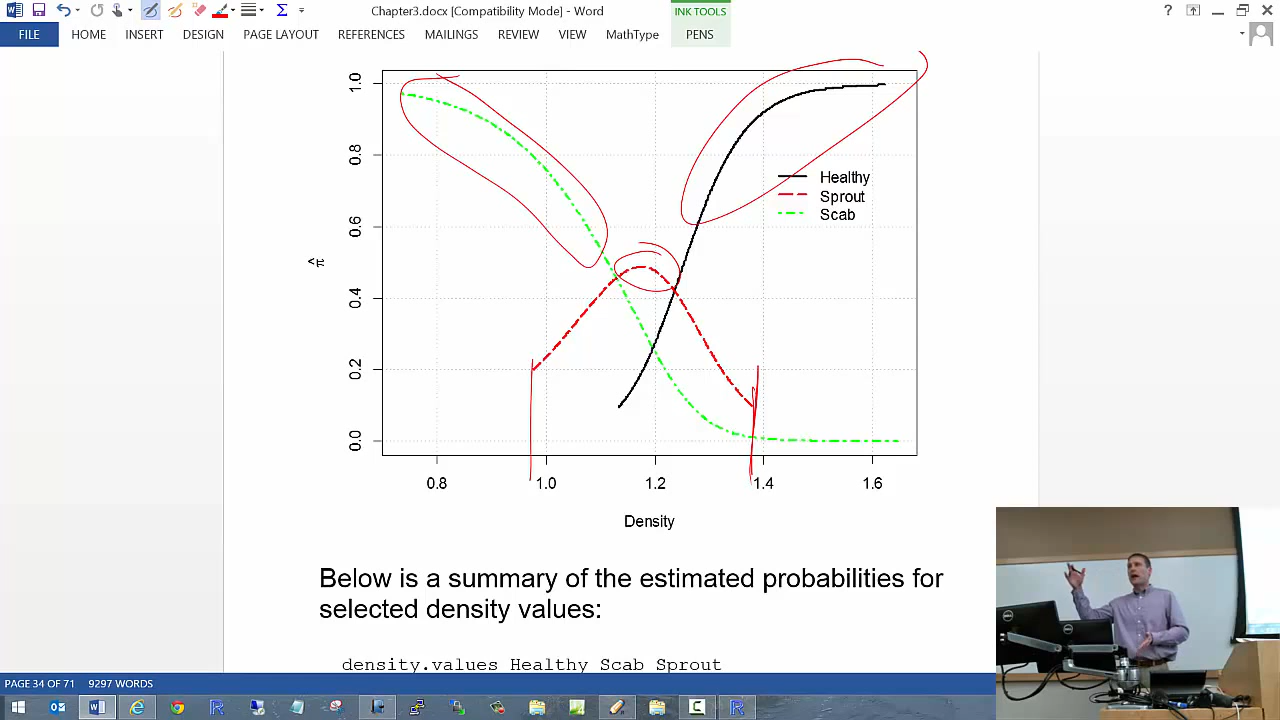 Chapter3.docx [Compatibility Mode] - Word
INK TOOLS
FILE
HOME
INSERT
DESIGN
PAGE LAYOUT
REFERENCES
MAILINGS
REVIEW
VIEW
MathType
PENS
1.0
0.8
0.6
0.4
0.2
0.0
π̂
Healthy
Sprout
Scab
0.8 1.0 1.2 1.4 1.6
Density
Below is a summary of the estimated probabilities for
selected density values:
density.values Healthy Scab Sprout
PAGE 34 OF 71
9297 WORDS